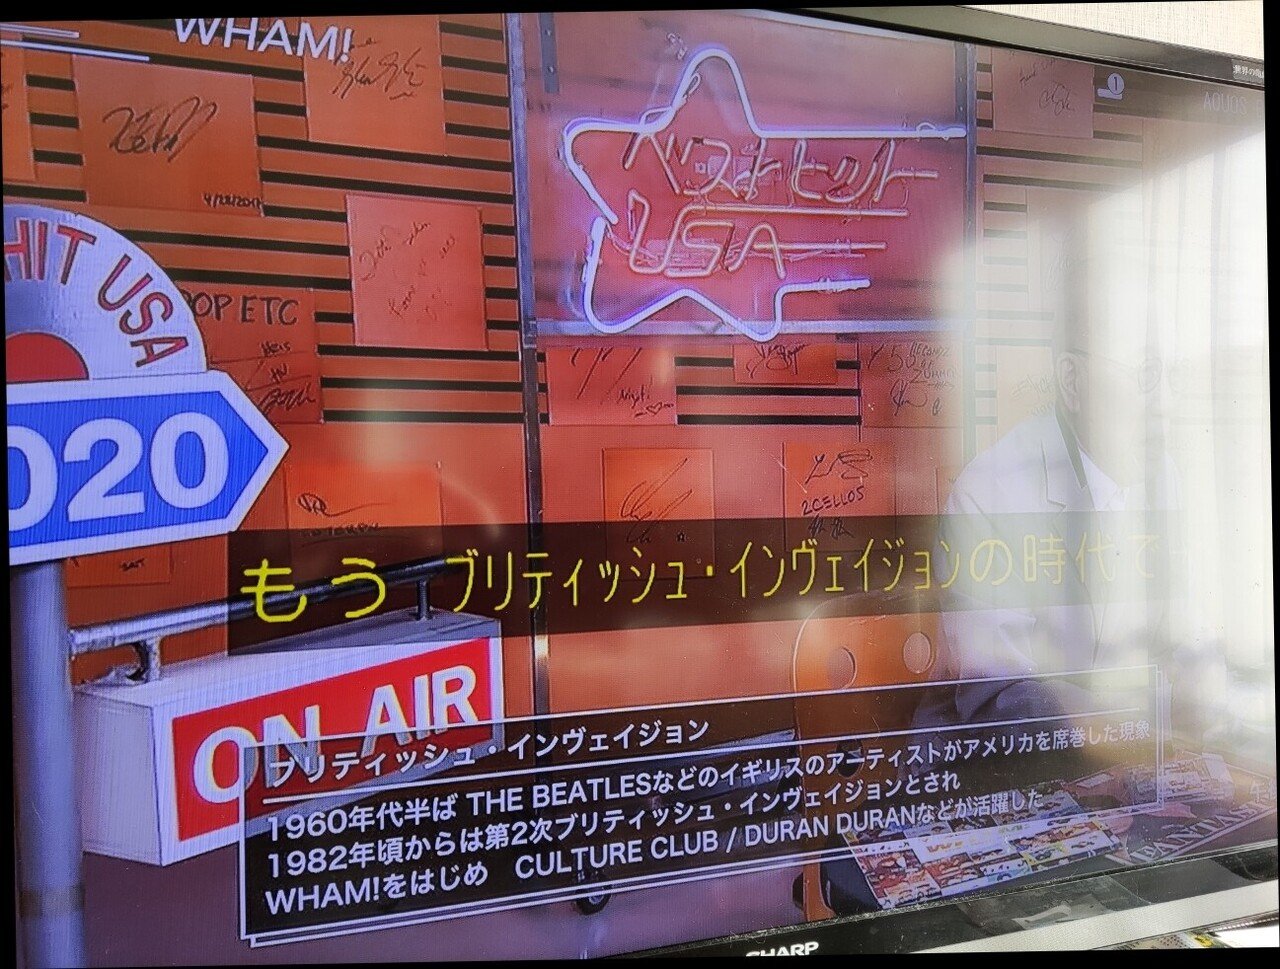 WHAM!
AQUOS
1
4/28/201
ベストヒット
USA
HIT USA
POP ETC
020
2CELLOS
もう ブリティッシュ・インヴェイジョンの時代で
ON AIR
ブリティッシュ・インヴェイジョン
1960年代半ば THE BEATLESなどのイギリスのアーティストがアメリカを席巻した現象
1982年頃からは第2次ブリティッシュ・インヴェイジョンとされ
WHAM!をはじめ CULTURE CLUB / DURAN DURANなどが活躍した
SHARP